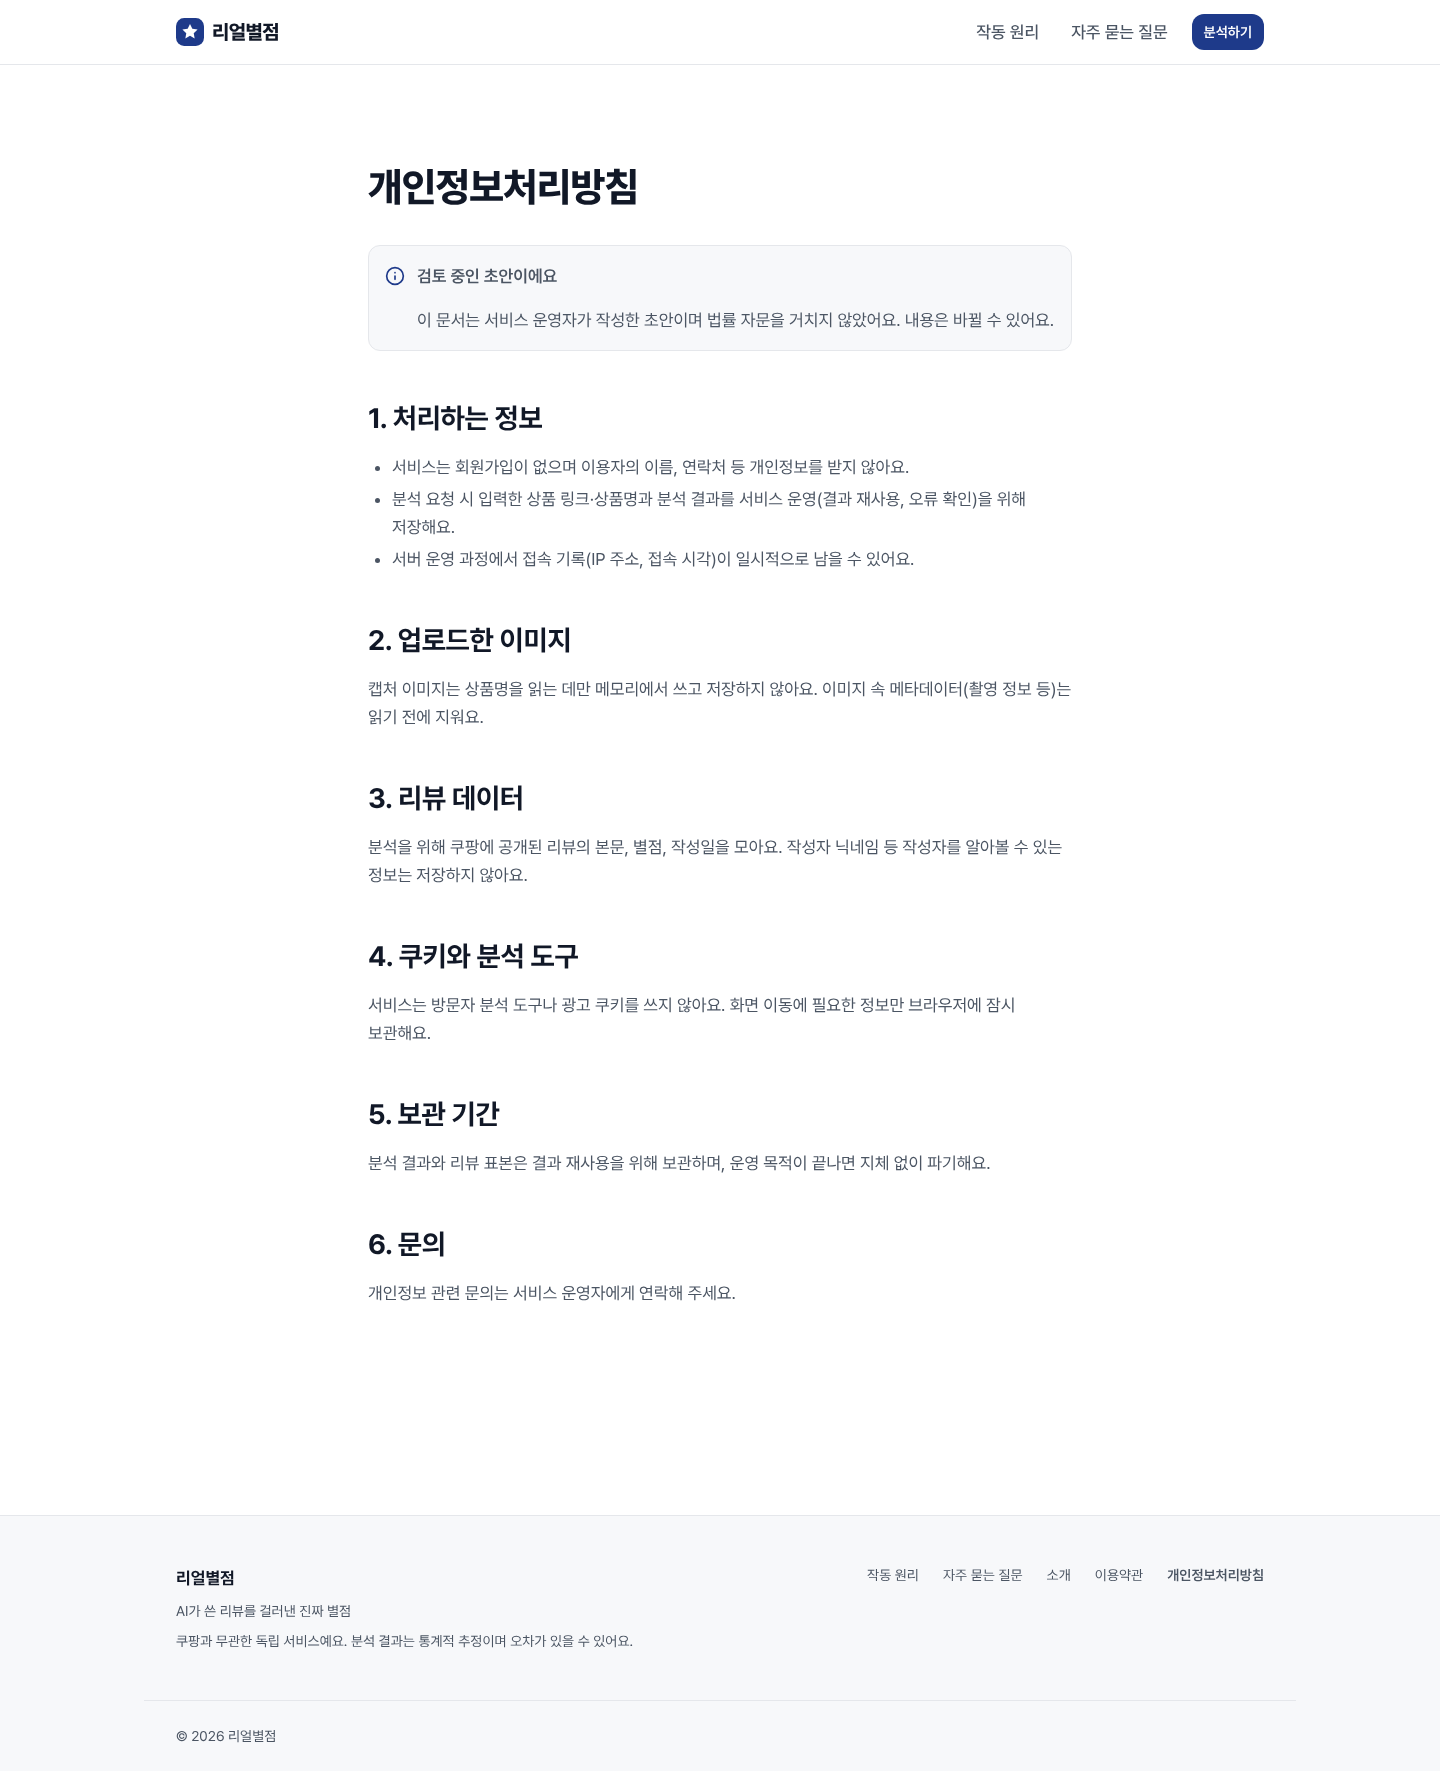 리얼별점
작동 원리
자주 묻는 질문
분석하기
개인정보처리방침
검토 중인 초안이에요
이 문서는 서비스 운영자가 작성한 초안이며 법률 자문을 거치지 않았어요. 내용은 바뀔 수 있어요.
1. 처리하는 정보
• 서비스는 회원가입이 없으며 이용자의 이름, 연락처 등 개인정보를 받지 않아요.
• 분석 요청 시 입력한 상품 링크·상품명과 분석 결과를 서비스 운영(결과 재사용, 오류 확인)을 위해
저장해요.
• 서버 운영 과정에서 접속 기록(IP 주소, 접속 시각)이 일시적으로 남을 수 있어요.
2. 업로드한 이미지
캡처 이미지는 상품명을 읽는 데만 메모리에서 쓰고 저장하지 않아요. 이미지 속 메타데이터(촬영 정보 등)는
읽기 전에 지워요.
3. 리뷰 데이터
분석을 위해 쿠팡에 공개된 리뷰의 본문, 별점, 작성일을 모아요. 작성자 닉네임 등 작성자를 알아볼 수 있는
정보는 저장하지 않아요.
4. 쿠키와 분석 도구
서비스는 방문자 분석 도구나 광고 쿠키를 쓰지 않아요. 화면 이동에 필요한 정보만 브라우저에 잠시
보관해요.
5. 보관 기간
분석 결과와 리뷰 표본은 결과 재사용을 위해 보관하며, 운영 목적이 끝나면 지체 없이 파기해요.
6. 문의
개인정보 관련 문의는 서비스 운영자에게 연락해 주세요.
리얼별점
AI가 쓴 리뷰를 걸러낸 진짜 별점
쿠팡과 무관한 독립 서비스예요. 분석 결과는 통계적 추정이며 오차가 있을 수 있어요.
작동 원리
자주 묻는 질문
소개
이용약관
개인정보처리방침
© 2026 리얼별점